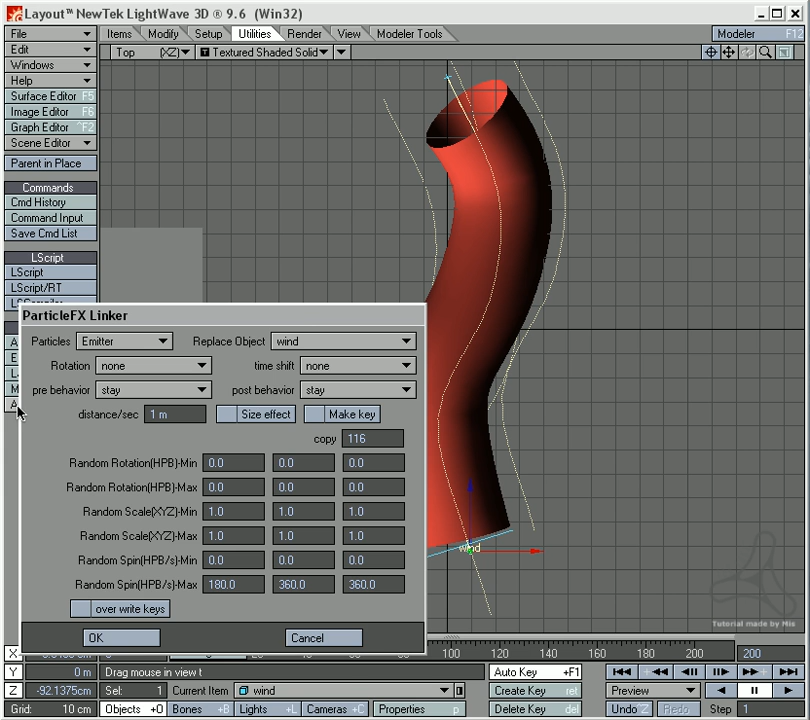 Layout™ NewTek LightWave 3D ® 9.6 (Win32)
File Items Modify Setup Utilities Render View Modeler Tools Modeler F12
Edit Top (XZ) Textured Shaded Solid
Windows
Help
Surface Editor F5
Image Editor F6
Graph Editor ^F2
Scene Editor
Parent in Place
Commands
Cmd History
Command Input
Save Cmd List
LScript
LScript
LScript/RT
ParticleFX Linker
Particles Emitter Replace Object wind
Rotation none time shift none
pre behavior stay post behavior stay
distance/sec 1 m Size effect Make key
copy 116
Random Rotation(HPB)-Min 0.0 0.0 0.0
Random Rotation(HPB)-Max 0.0 0.0 0.0
Random Scale(XYZ)-Min 1.0 1.0 1.0
Random Scale(XYZ)-Max 1.0 1.0 1.0
Random Spin(HPB/s)-Min 0.0 0.0 0.0
Random Spin(HPB/s)-Max 180.0 360.0 360.0
over write keys
OK Cancel
wind
Tutorial made by Mis
X 100 120 140 160 180 200 200
Y 0 m Drag mouse in view t Auto Key +F1
Z -92.1375cm Sel: 1 Current Item wind Create Key ret Preview Step
Grid: 10 cm Objects +O Bones +B Lights +L Cameras +C Properties p Delete Key del Undo ^Z Redo Step 1